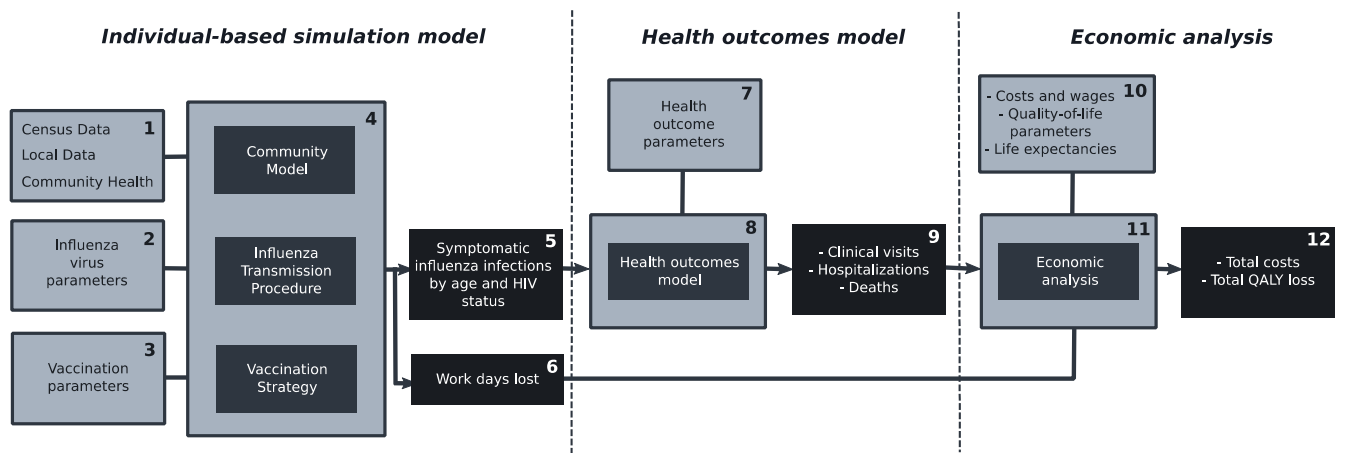 Individual-based simulation model
Health outcomes model
Economic analysis
1
Census Data
Local Data
Community Health
2
Influenza
virus
parameters
3
Vaccination
parameters
4
Community
Model
Influenza
Transmission
Procedure
Vaccination
Strategy
5
Symptomatic
influenza infections
by age and HIV
status
6
Work days lost
7
Health
outcome
parameters
8
Health outcomes
model
9
- Clinical visits
- Hospitalizations
- Deaths
10
- Costs and wages
- Quality-of-life
parameters
- Life expectancies
11
Economic
analysis
12
- Total costs
- Total QALY loss